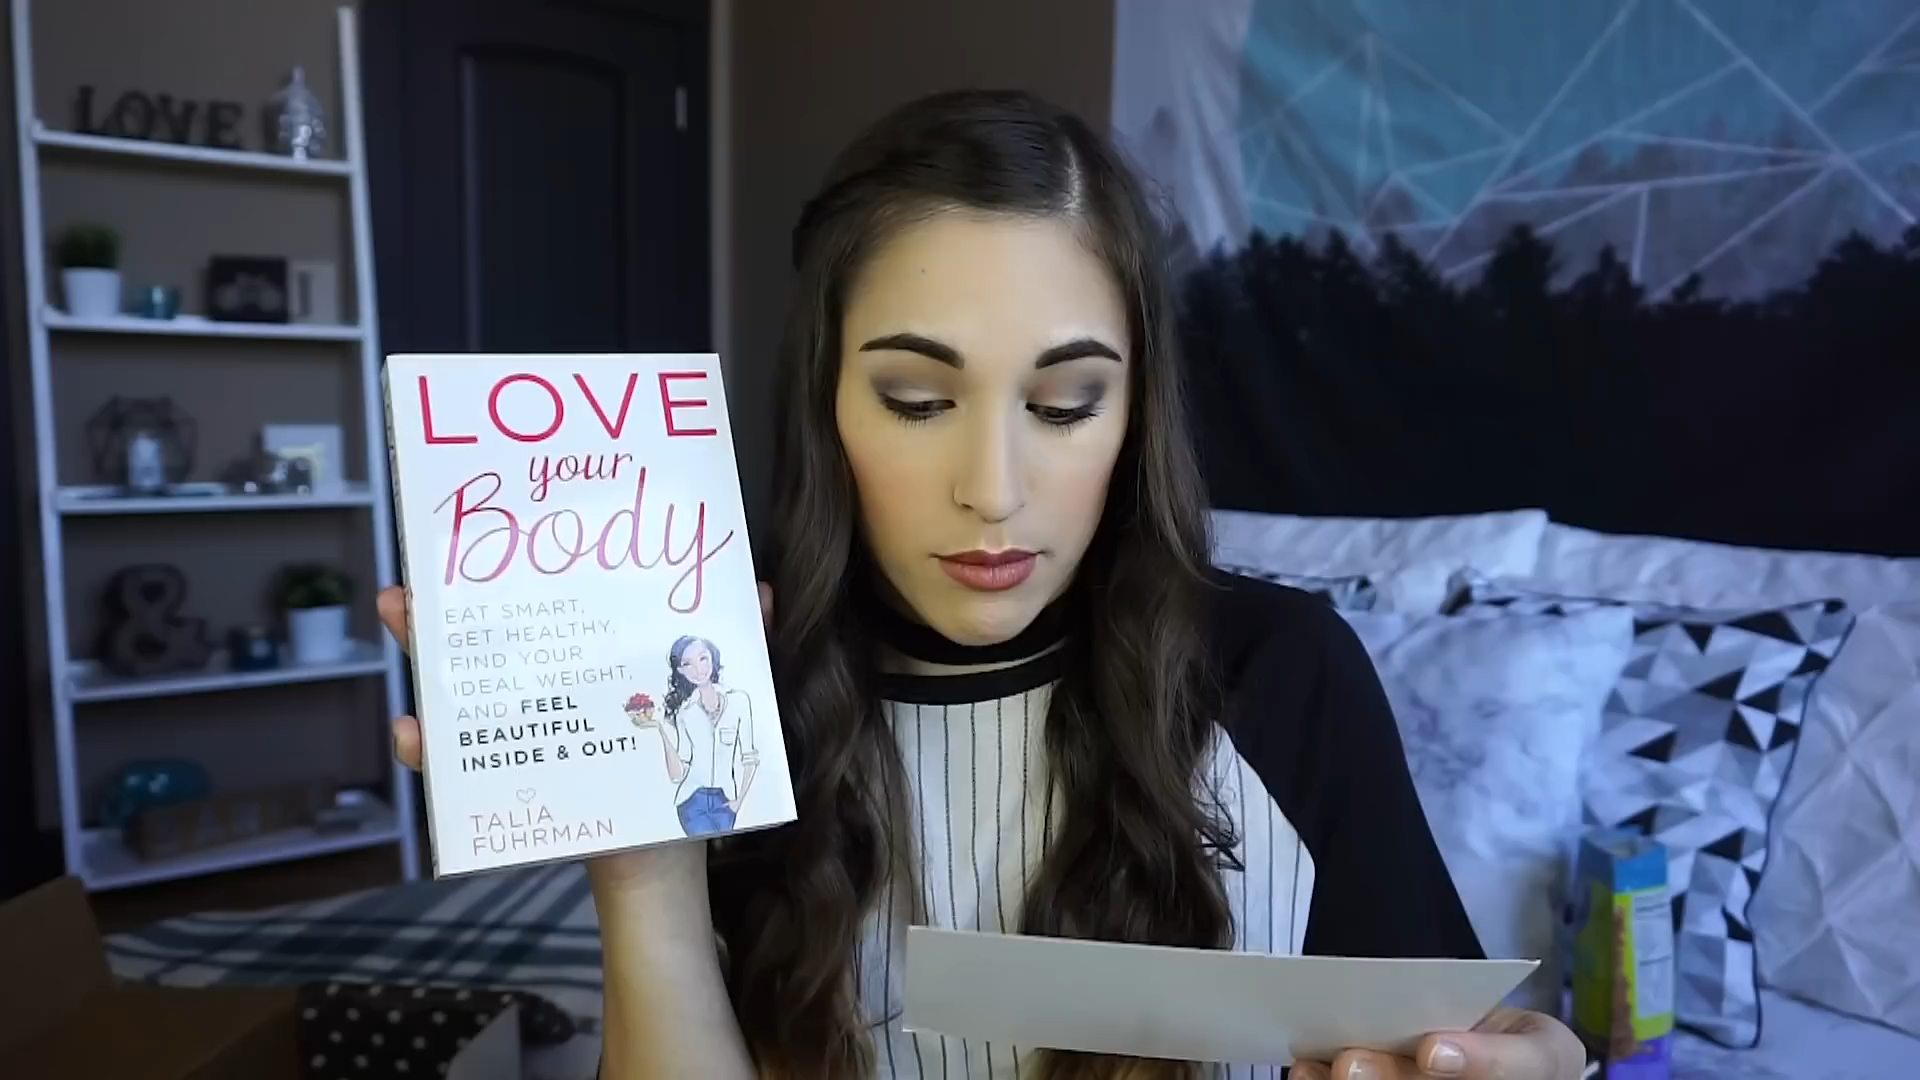 LOVE
LOVE
your
Body
EAT SMART,
GET HEALTHY,
FIND YOUR
IDEAL WEIGHT,
AND FEEL
BEAUTIFUL
INSIDE & OUT!
TALIA
FUHRMAN
&